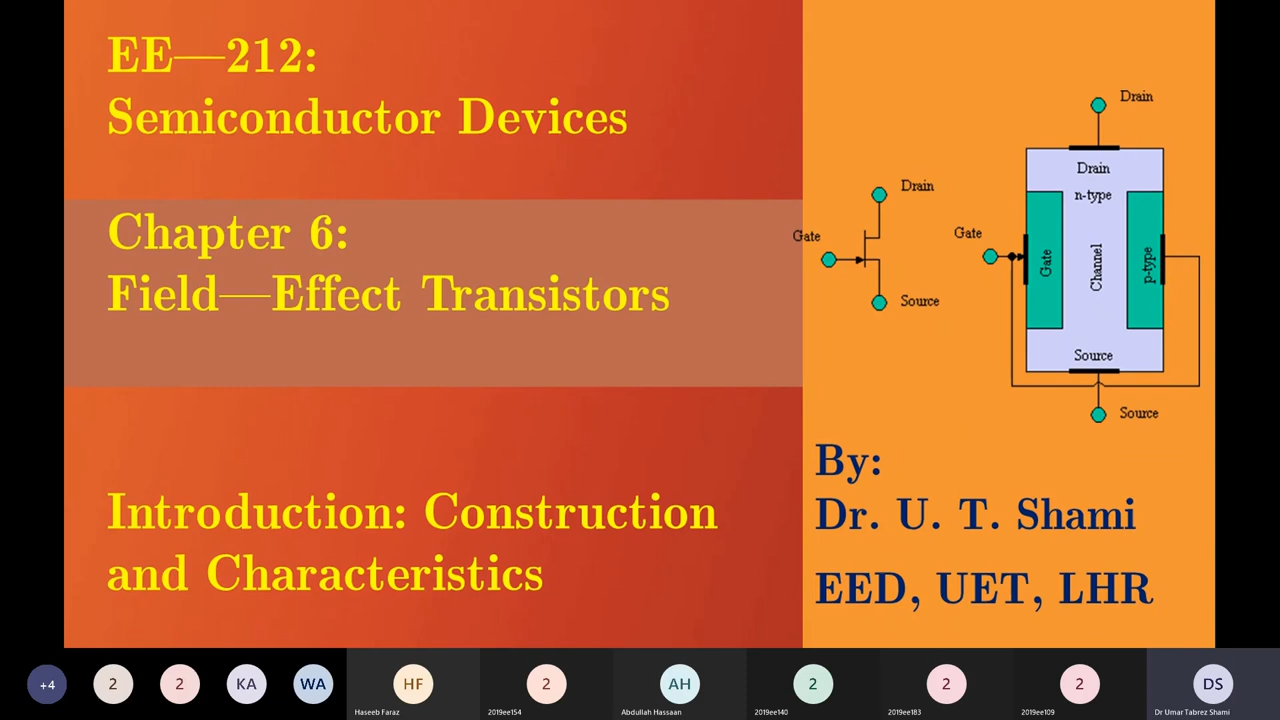 EE—212:
Semiconductor Devices
Chapter 6:
Field—Effect Transistors
Introduction: Construction
and Characteristics
Drain
Gate
Source
Drain
Drain
n-type
Gate
Gate
Channel
p-type
Source
Source
By:
Dr. U. T. Shami
EED, UET, LHR
+4
2
2
KA
WA
HF
Haseeb Faraz
2
2019ee154
AH
Abdullah Hassaan
2
2019ee140
2
2019ee183
2
2019ee109
DS
Dr Umar Tabrez Shami